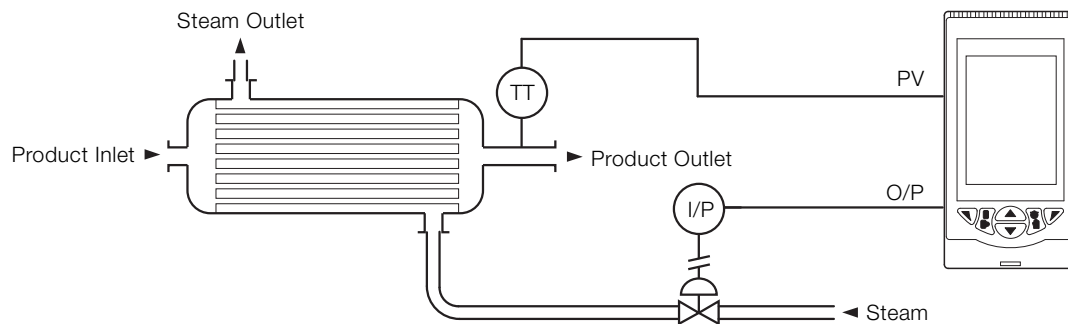 Steam Outlet
TT
PV
Product Inlet
Product Outlet
I/P
O/P
Steam